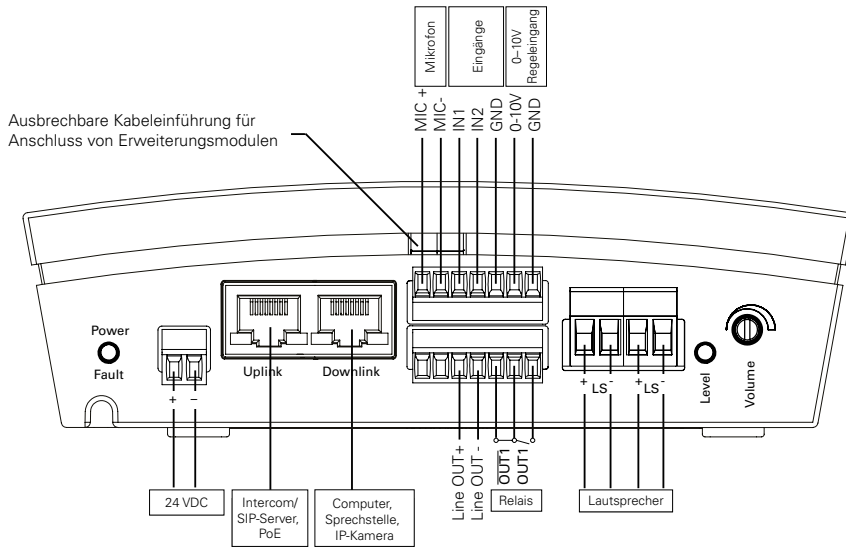 Mikrofon
Eingänge
0–10V
Regeleingang
MIC +
MIC-
IN1
IN2
GND
0-10V
GND
Ausbrechbare Kabeleinführung für
Anschluss von Erweiterungsmodulen
Power
Fault
Uplink
Downlink
+ –
+ LS -
+ LS -
Level
Volume
Line OUT+
Line OUT -
OUT1
OUT1
24 VDC
Intercom/
SIP-Server,
PoE
Computer,
Sprechstelle,
IP-Kamera
Relais
Lautsprecher